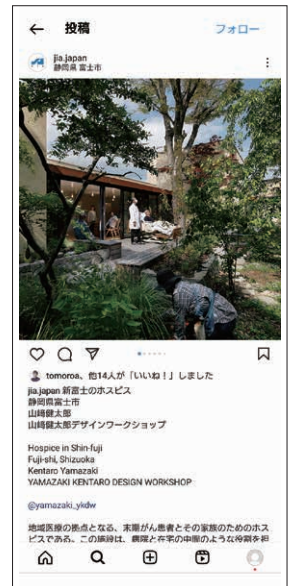 投稿
フォロー
jia.japan
静岡県 富士市
tomoroa、他14人が「いいね！」しました
jia.japan 新富士のホスピス
静岡県富士市
山﨑健太郎
山﨑健太郎デザインワークショップ
Hospice in Shin-fuji
Fuji-shi, Shizuoka
Kentaro Yamazaki
YAMAZAKI KENTARO DESIGN WORKSHOP
@yamazaki_ykdw
地域医療の拠点となる、末期がん患者とその家族のためのホス
ピスである。この施設は、病院と在宅の中間のような役割を担